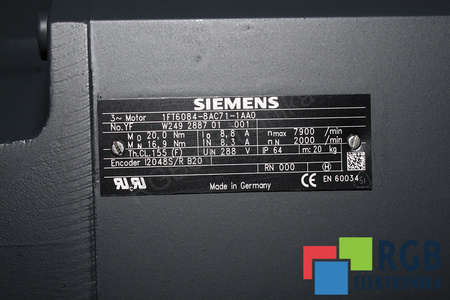 SIEMENS
3~ Motor 1FT6084-8AC71-1AA0
No.YF W249 2887 01 001
M0 20,0 Nm I0 8,8 A nmax 7900 /min
MN 16,9 Nm IN 8,3 A nN 2000 /min
Th.Cl. 155 (F) UIN 288 V IP 64 m: 20 kg
Encoder I2048S/R B20 RN 000 H
Made in Germany CE EN 60034
RGB
ELEKTRONIKA